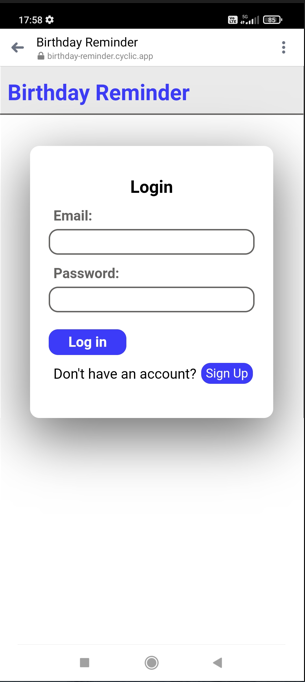 17:58
5G
85
Birthday Reminder
birthday-reminder.cyclic.app
Birthday Reminder
Login
Email:
Password:
Log in
Don't have an account? Sign Up